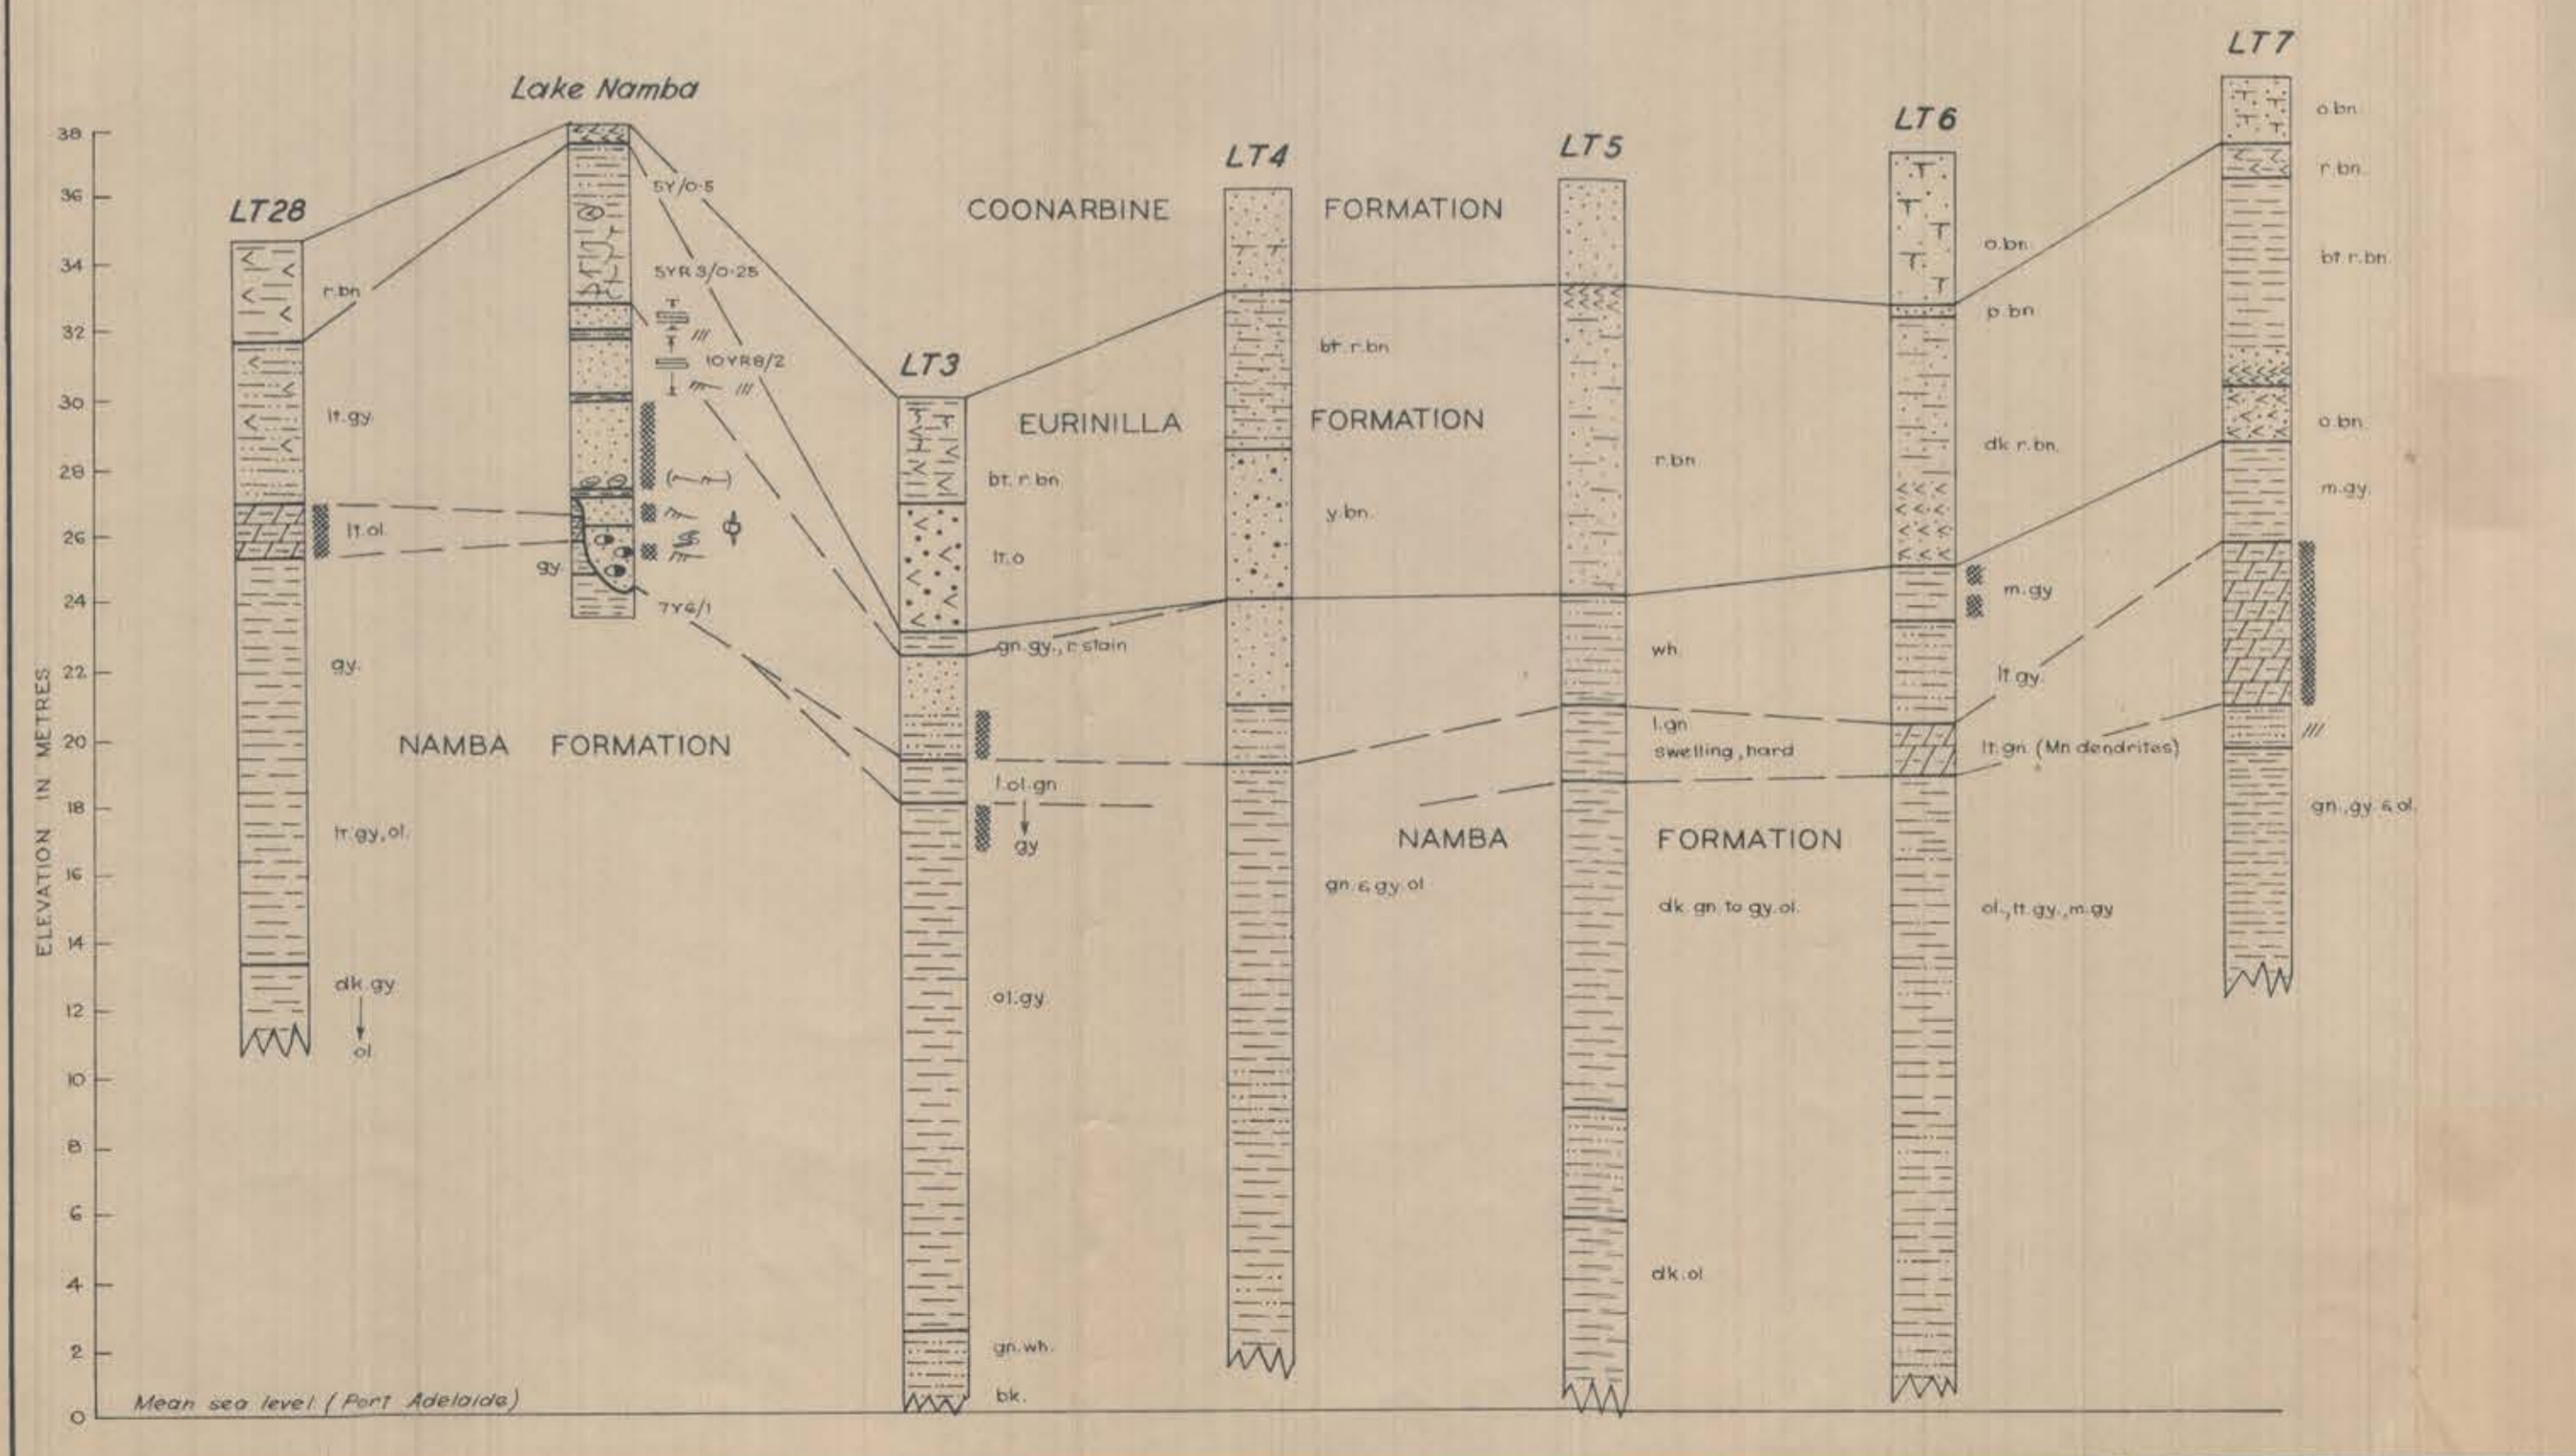 LT7
Lake Namba
LT6
LT5
LT4
LT28
LT3
ELEVATION IN METRES
38
36
34
32
30
28
26
24
22
20
18
16
14
12
10
8
6
4
2
0
COONARBINE FORMATION
EURINILLA FORMATION
NAMBA FORMATION
NAMBA FORMATION
r.bn
lt.gy.
lt.ol.
gy.
lt.gy,ol.
dk.gy
ol
5Y/0·5
5YR3/0·25
10YR8/2
gy.
7Y6/1
bt.r.bn
lt.o
gn.gy.,r.stain
l.ol.gn
gy
ol.gy
gn.wh.
bk.
bt.r.bn
y.bn.
gn.&gy.ol
r.bn
wh.
l.gn
swelling,hard
dk.gn.to gy.ol.
dk.ol
o.bn.
p.bn
dk r.bn.
m.gy
lt.gy.
lt.gn.(Mn dendrites)
ol.,lt.gy.,m.gy
o.bn.
r.bn.
bt.r.bn.
o.bn.
m.gy.
gn.,gy.&ol.
Mean sea level (Port Adelaide)